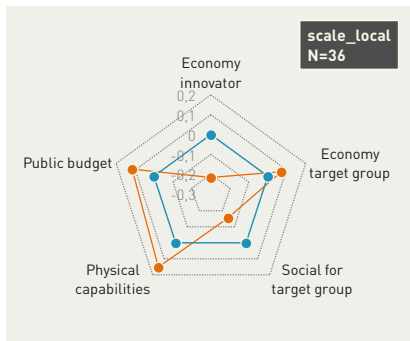 scale_local
N=36
Economy
innovator
0,2
0,1
0
-0,1
-0,2
-0,3
Public budget
Economy
target group
Physical
capabilities
Social for
target group